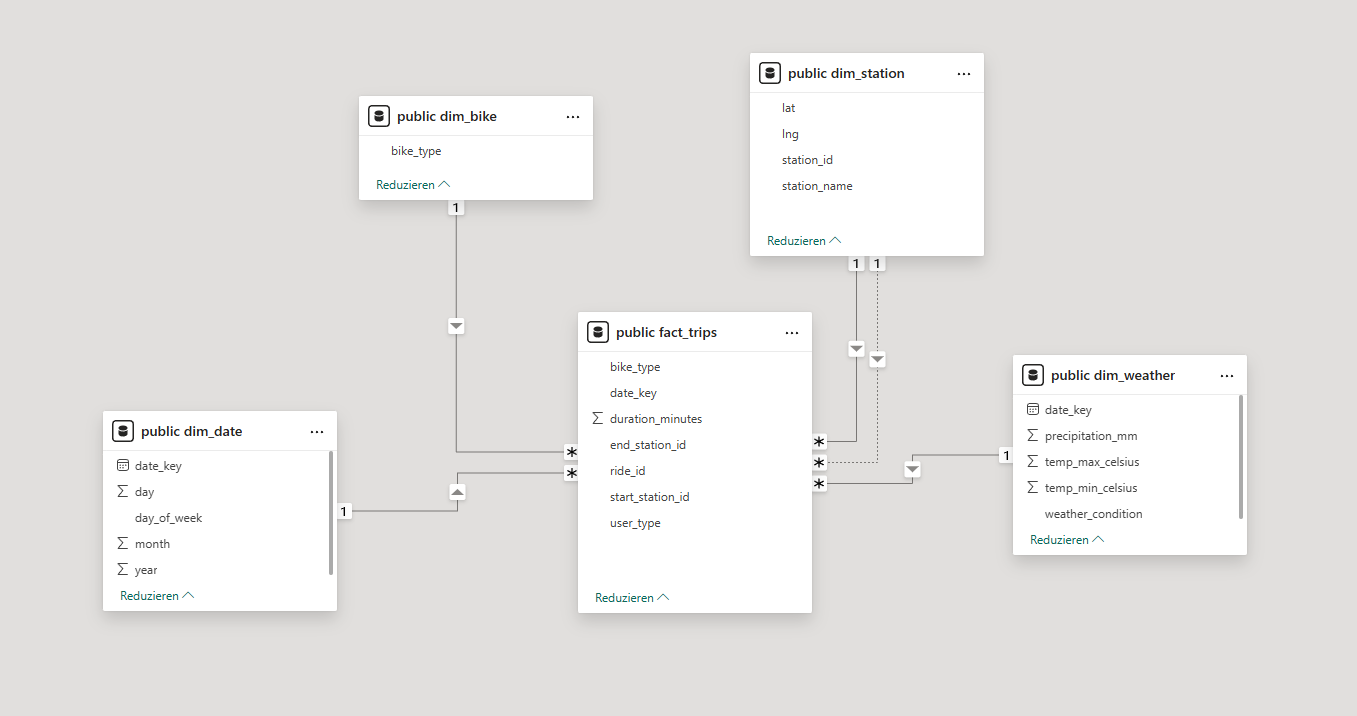 public dim_bike
bike_type
Reduzieren
1
public dim_station
lat
lng
station_id
station_name
Reduzieren
1 1
public fact_trips
bike_type
date_key
duration_minutes
end_station_id
ride_id
start_station_id
user_type
Reduzieren
* *
* * *
public dim_date
date_key
day
day_of_week
month
year
Reduzieren
1
public dim_weather
date_key
precipitation_mm
temp_max_celsius
temp_min_celsius
weather_condition
Reduzieren
1